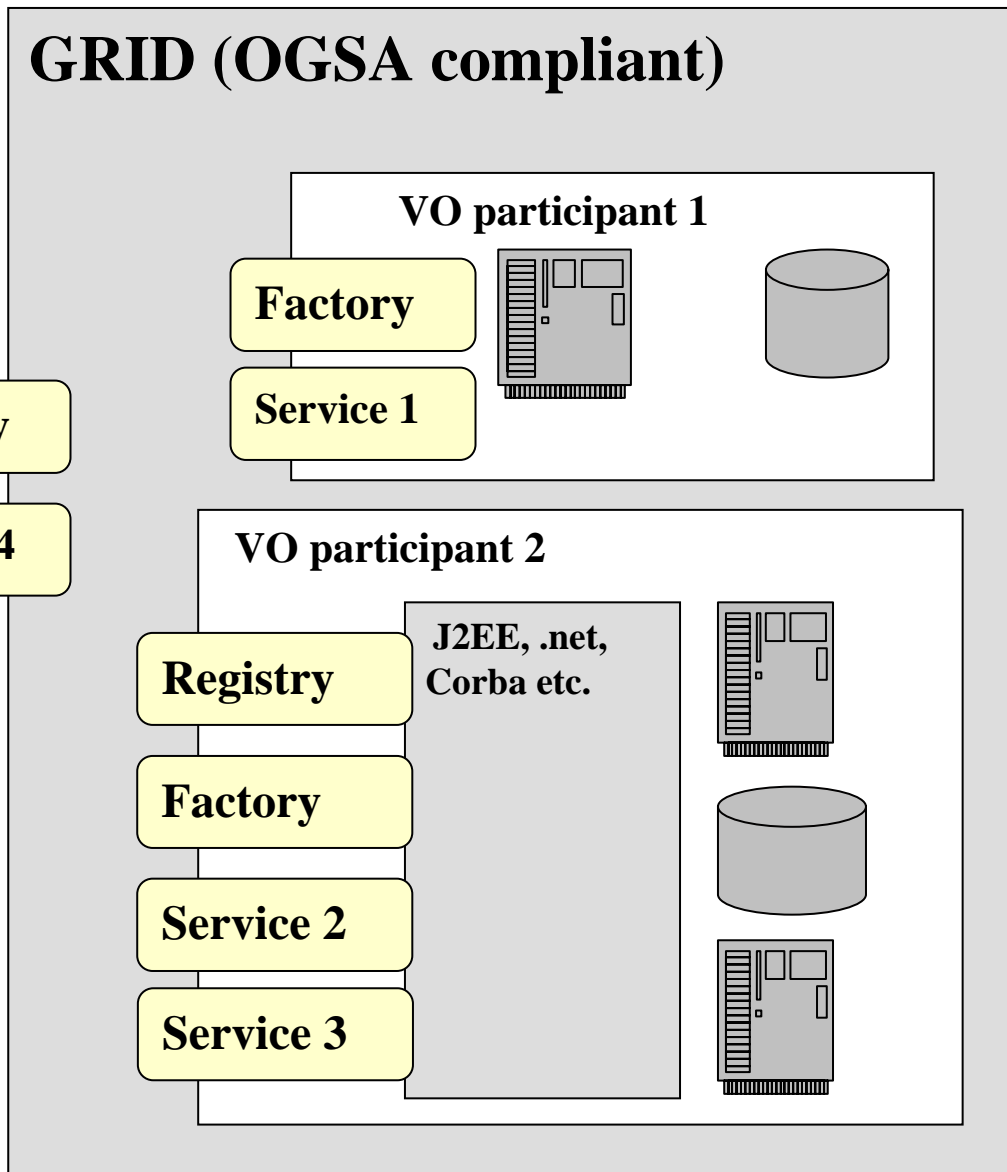 GRID (OGSA compliant)
VO participant 1
Factory
Service 1
4
VO participant 2
J2EE, .net,
Corba etc.
Registry
Factory
Service 2
Service 3